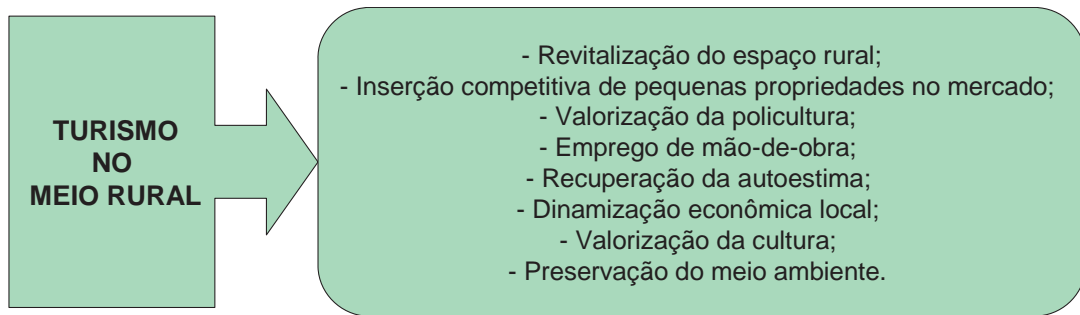 TURISMO
NO
MEIO RURAL
- Revitalização do espaço rural;
- Inserção competitiva de pequenas propriedades no mercado;
- Valorização da policultura;
- Emprego de mão-de-obra;
- Recuperação da autoestima;
- Dinamização econômica local;
- Valorização da cultura;
- Preservação do meio ambiente.